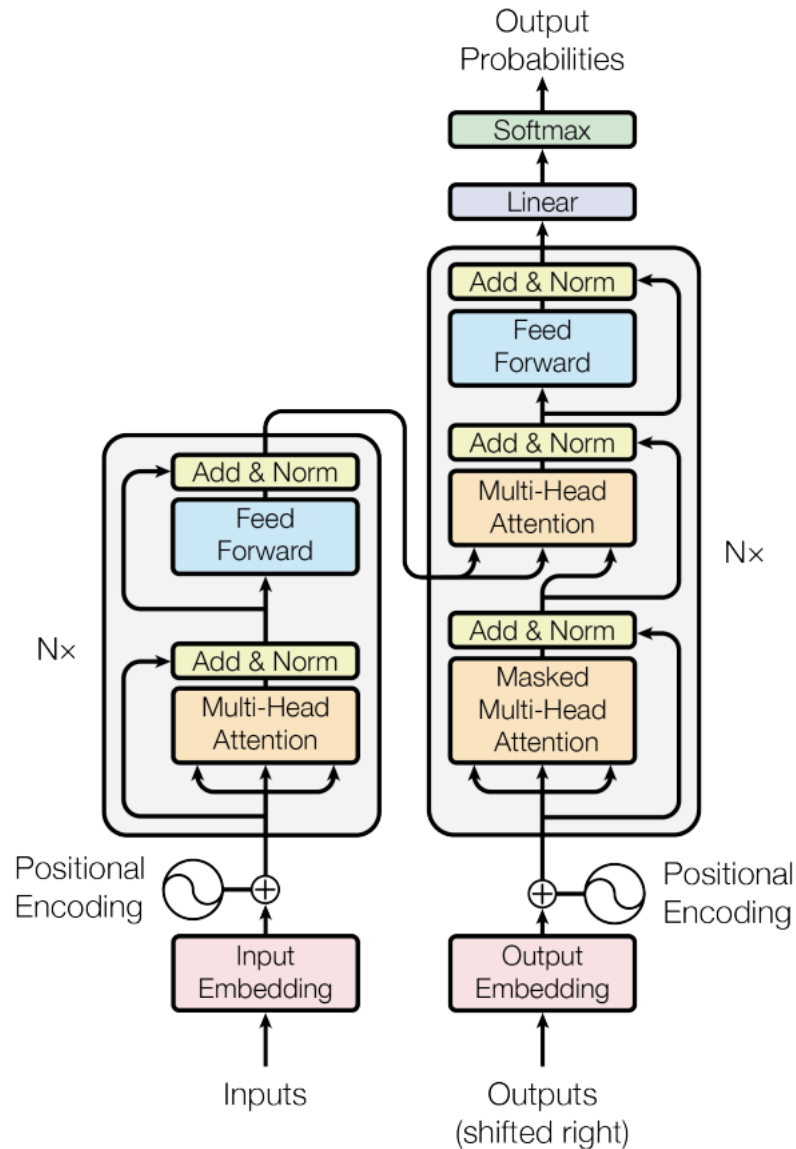 Output
Probabilities
Softmax
Linear
Add & Norm
Feed
Forward
Add & Norm
Multi-Head
Attention
Nx
Add & Norm
Masked
Multi-Head
Attention
Add & Norm
Feed
Forward
Nx
Add & Norm
Multi-Head
Attention
Positional
Encoding
Positional
Encoding
Input
Embedding
Output
Embedding
Inputs
Outputs
(shifted right)